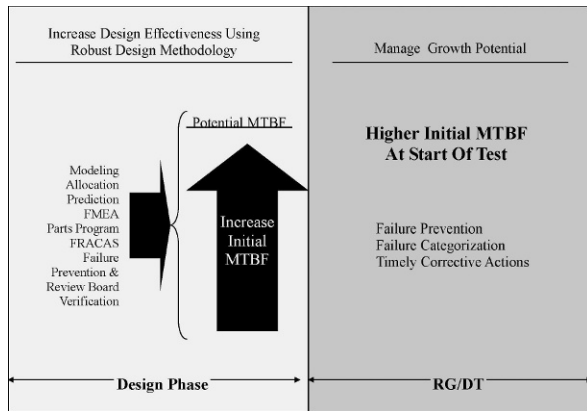 Increase Design Effectiveness Using
Robust Design Methodology
Manage Growth Potential
Potential MTBF
Higher Initial MTBF
At Start Of Test
Modeling
Allocation
Prediction
FMEA
Parts Program
FRACAS
Failure
Prevention &
Review Board
Verification
Increase
Initial
MTBF
Failure Prevention
Failure Categorization
Timely Corrective Actions
Design Phase
RG/DT